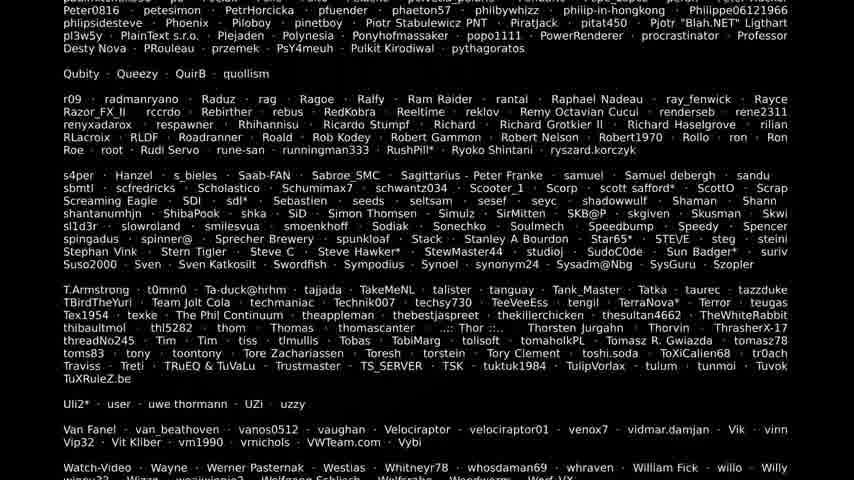 Peter0816 · petesimon · PetrHorcicka · pfuender · phaeton57 · philbywhizz · philip-in-hongkong · Philippe06121966
philipsidesteve · Phoenix · Piloboy · pinetboy · Piotr Stabulewicz PNT · PiratJack · pitat450 · Pjotr "Blah.NET" Ligthart
pl3w5y · PlainText s.r.o. · Plejaden · Polynesia · Ponyhofmassaker · popo1111 · PowerRenderer · procrastinator · Professor
Desty Nova · PRouleau · przemek · PsY4meuh · Pulkit Kirodiwal · pythagoratos
Qubity · Queezy · QuirB · quollism
r09 · radmanryano · Raduz · rag · Ragoe · Ralfy · Ram Raider · rantal · Raphael Nadeau · ray_fenwick · Rayce
Razor_FX_II · rccrdo · Rebirther · rebus · RedKobra · Reeltime · reklov · Remy Octavian Cucui · renderseb · rene2311
renyxadarox · respawner · Rhihannisu · Ricardo Stumpf · Richard · Richard Grotkier II · Richard Haselgrove · rilian
RLacroix · RLDF · Roadranner · Roald · Rob Kodey · Robert Gammon · Robert Nelson · Robert1970 · Rollo · ron · Ron
Roe · root · Rudi Servo · rune-san · runningman333 · RushPill* · Ryoko Shintani · ryszard.korczyk
s4per · Hanzel · s_bieles · Saab-FAN · Sabroe_SMC · Sagittarius - Peter Franke · samuel · Samuel debergh · sandu
sbmtl · scfredricks · Scholastico · Schumimax7 · schwantz034 · Scooter_1 · Scorp · scott safford* · ScottO · Scrap
Screaming Eagle · SDI · sdl* · Sebastien · seeds · seltsam · sesef · seyc · shadowwulf · Shaman · Shann
shantanumhjn · ShibaPook · shka · SiD · Simon Thomsen · Simulz · SirMitten · SKB@P · skgiven · Skusman · Skwi
sl1d3r · slowroland · smilesvua · smoenkhoff · Sodiak · Sonechko · Soulmech · Speedbump · Speedy · Spencer
spingadus · spinner@ · Sprecher Brewery · spunkloaf · Stack · Stanley A Bourdon · Star65* · STE\/E · steg · steini
Stephan Vink · Stern Tigler · Steve C · Steve Hawker* · StewMaster44 · studioj · SudoC0de · Sun Badger* · suriv
Suso2000 · Sven · Sven Katkosilt · Swordfish · Sympodius · Synoel · synonym24 · Sysadm@Nbg · SysGuru · Szopler
T.Armstrong · t0mm0 · Ta-duck@hrhm · tajjada · TakeMeNL · talister · tanguay · Tank_Master · Tatka · taurec · tazzduke
TBirdTheYuri · Team Jolt Cola · techmaniac · Technik007 · techsy730 · TeeVeeEss · tengil · TerraNova* · Terror · teugas
Tex1954 · texke · The Phil Continuum · theappleman · thebestjaspreet · thekillerchicken · thesultan4662 · TheWhiteRabbit
thibaultmol · thl5282 · thom · Thomas · thomascanter · ..:: Thor ::.. · Thorsten Jurgahn · Thorvin · ThrasherX-17
threadNo245 · Tim · Tim · tiss · tlmullis · Tobas · TobiMarg · tolisoft · tomaholkPL · Tomasz R. Gwiazda · tomasz78
toms83 · tony · toontony · Tore Zachariassen · Toresh · torstein · Tory Clement · toshi.soda · ToXiCalien68 · tr0ach
Traviss · Treti · TRuEQ & TuVaLu · Trustmaster · TS_SERVER · TSK · tuktuk1984 · TulipVorlax · tulum · tunmoi · Tuvok
TuXRuleZ.be
Uli2* · user · uwe thormann · UZi · uzzy
Van Fanel · van_beathoven · vanos0512 · vaughan · Velociraptor · velociraptor01 · venox7 · vidmar.damjan · Vik · vinn
Vip32 · Vit Kliber · vm1990 · vrnichols · VWTeam.com · Vybi
Watch-Video · Wayne · Werner Pasternak · Westias · Whitneyr78 · whosdaman69 · whraven · William Fick · willo · Willy